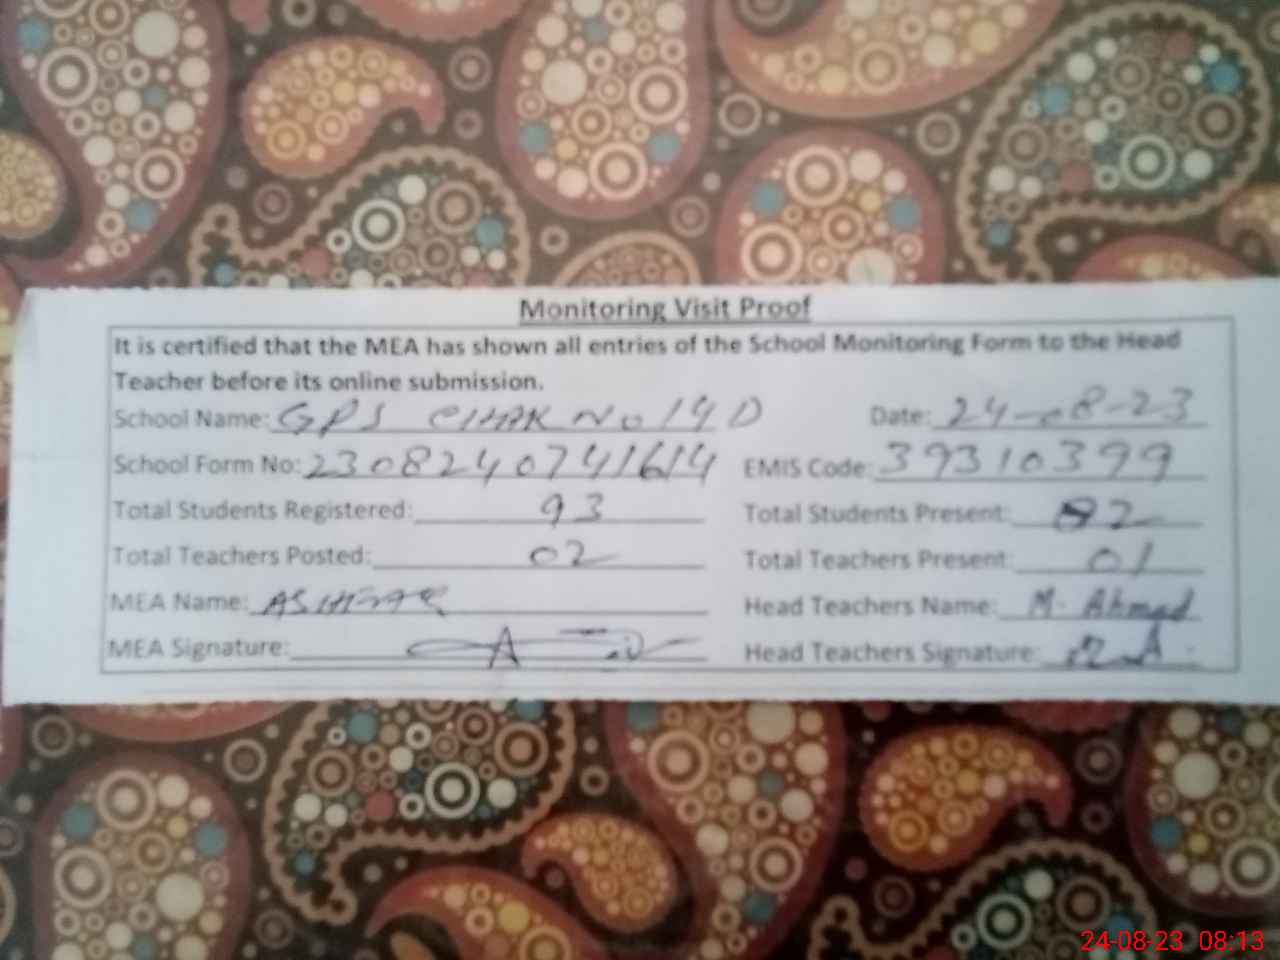 Monitoring Visit Proof
It is certified that the MEA has shown all entries of the School Monitoring Form to the Head
Teacher before its online submission.
School Name: GPS CHAK No 14 D Date: 24-08-23
School Form No: 2308240741614 EMIS Code: 39310399
Total Students Registered: 93 Total Students Present: 82
Total Teachers Posted: 02 Total Teachers Present: 01
MEA Name: ASHGAR Head Teachers Name: M. Ahmad
MEA Signature: Head Teachers Signature: M.A.
24-08-23 08:13